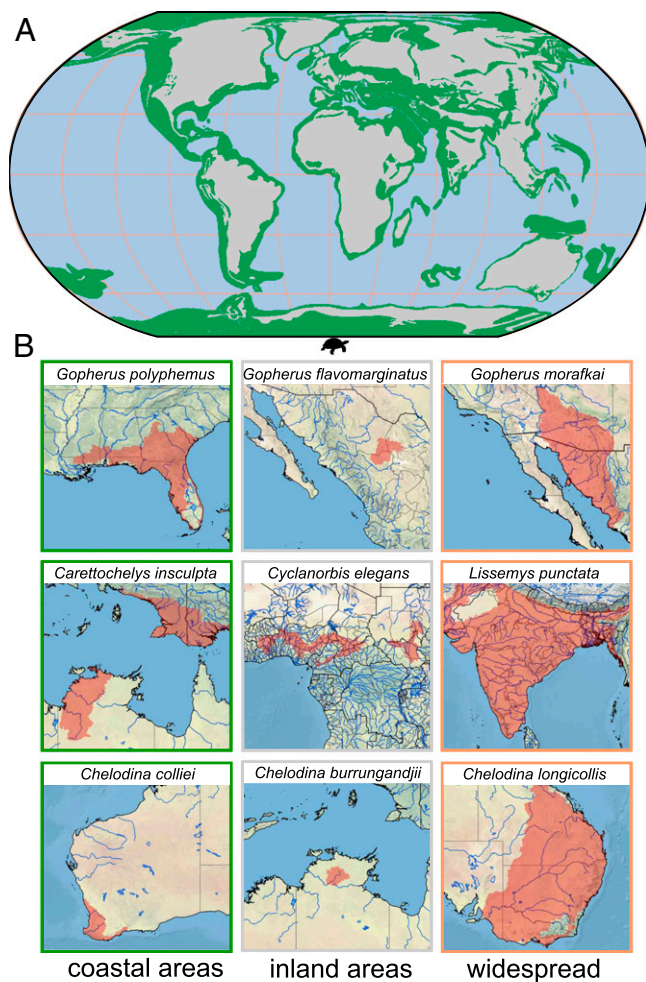 A
B
Gopherus polyphemus
Gopherus flavomarginatus
Gopherus morafkai
Carettochelys insculpta
Cyclanorbis elegans
Lissemys punctata
Chelodina colliei
Chelodina burrungandjii
Chelodina longicollis
coastal areas
inland areas
widespread